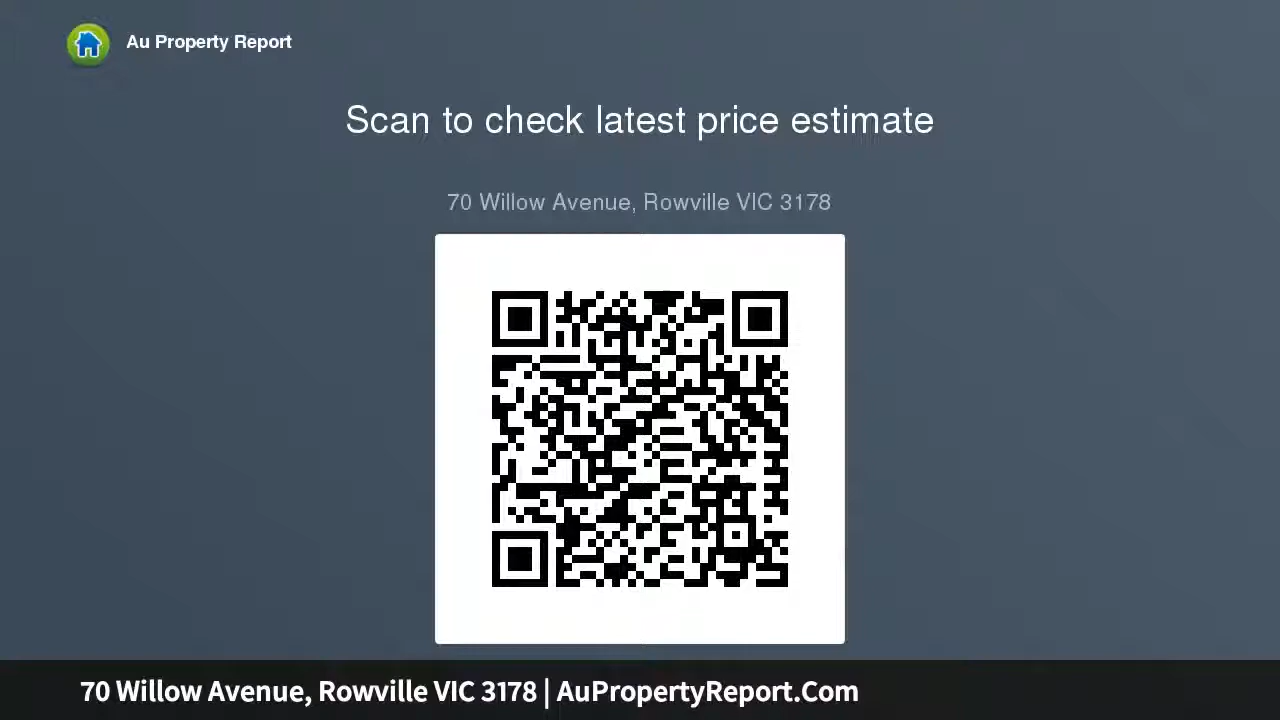 Au Property Report
Scan to check latest price estimate
70 Willow Avenue, Rowville VIC 3178
70 Willow Avenue, Rowville VIC 3178 | AuPropertyReport.Com